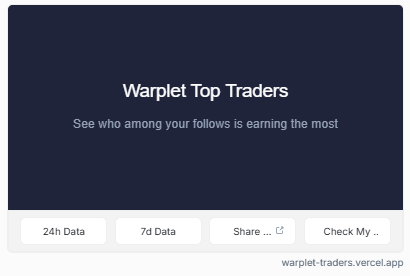 Warplet Top Traders
See who among your follows is earning the most
24h Data
7d Data
Share ...
Check My ..
warplet-traders.vercel.app